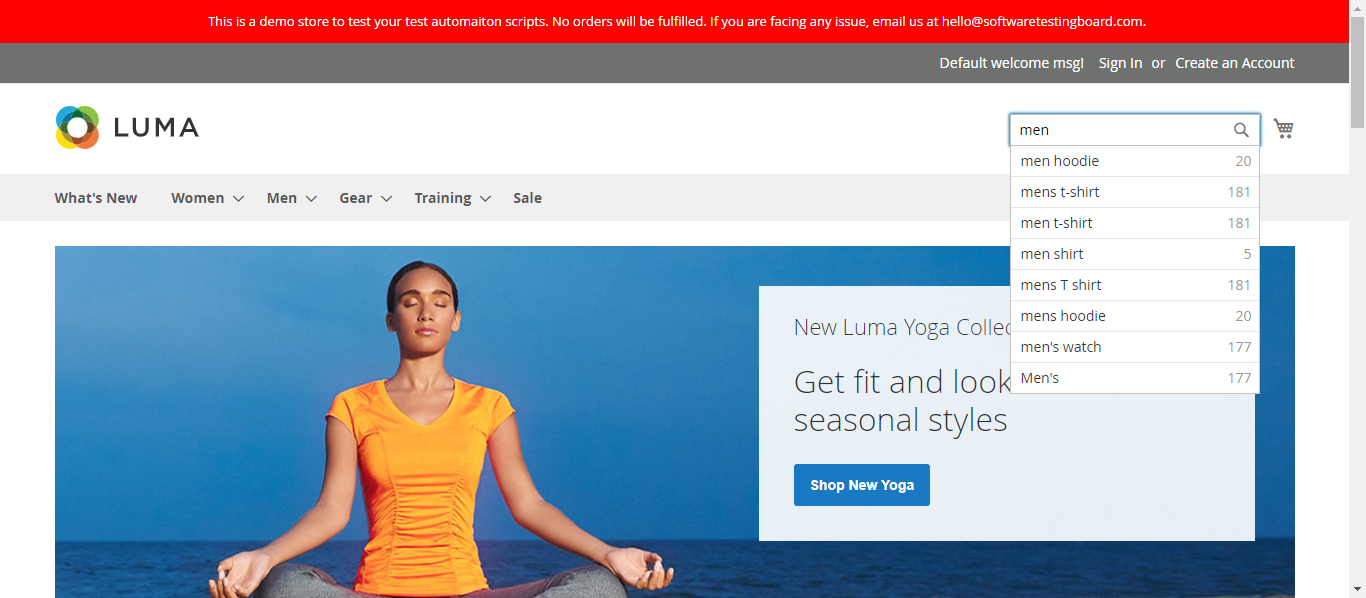 This is a demo store to test your test automaiton scripts. No orders will be fulfilled. If you are facing any issue, email us at hello@softwaretestingboard.com.
Default welcome msg! Sign In or Create an Account
LUMA
men
men hoodie 20
mens t-shirt 181
men t-shirt 181
men shirt 5
mens T shirt 181
mens hoodie 20
men's watch 177
Men's 177
What's New Women Men Gear Training Sale
New Luma Yoga Collec
Get fit and look
seasonal styles
Shop New Yoga